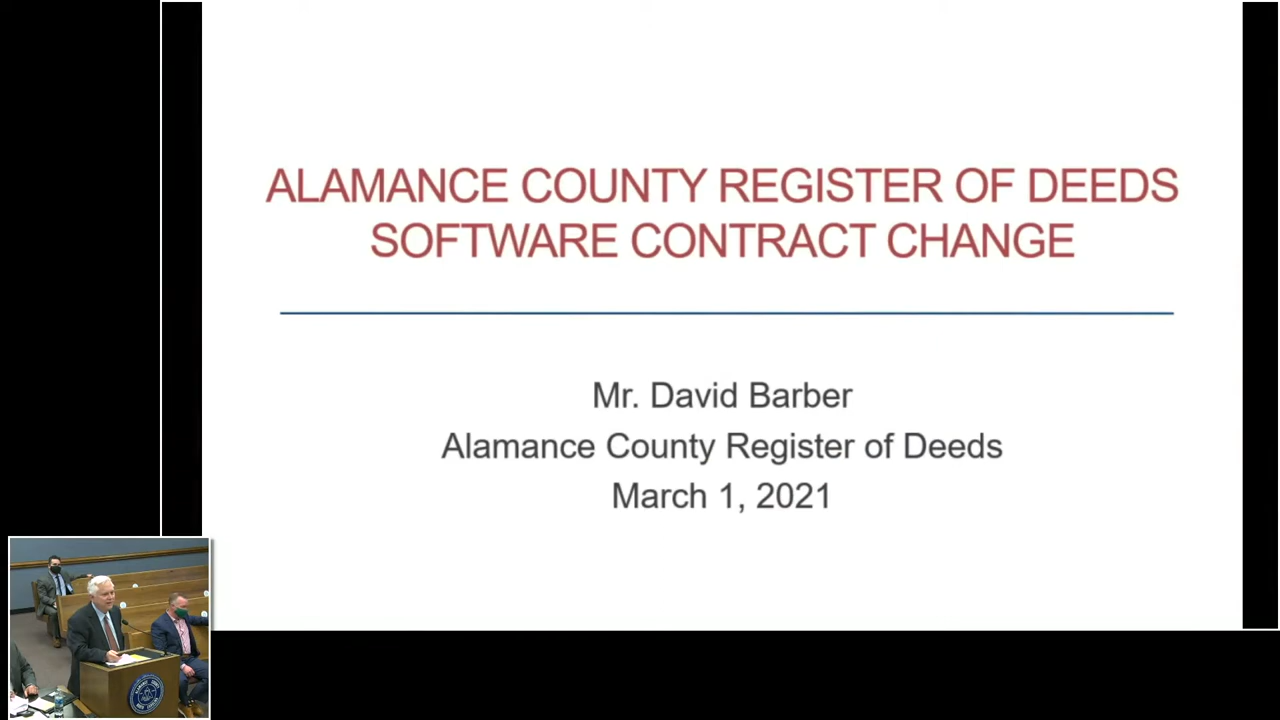 ALAMANCE COUNTY REGISTER OF DEEDS
SOFTWARE CONTRACT CHANGE
Mr. David Barber
Alamance County Register of Deeds
March 1, 2021